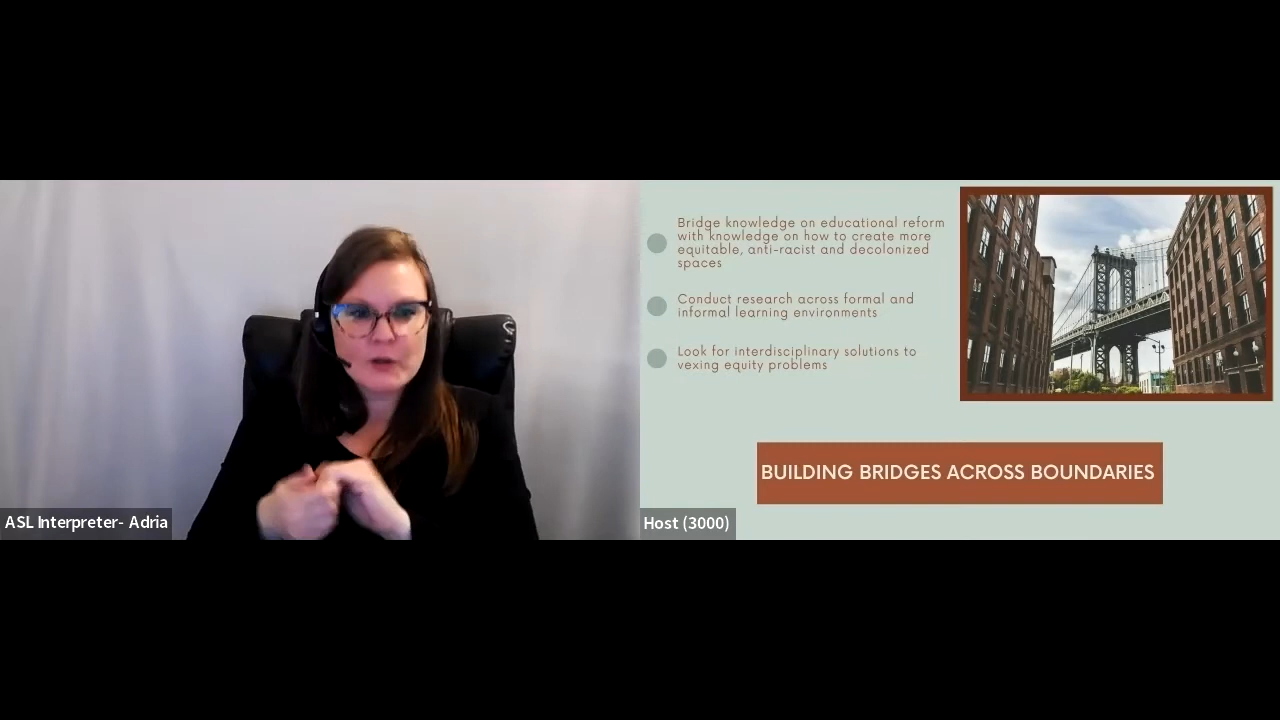 Bridge knowledge on educational reform
with knowledge on how to create more
equitable, anti-racist and decolonized
spaces
Conduct research across formal and
informal learning environments
Look for interdisciplinary solutions to
vexing equity problems
BUILDING BRIDGES ACROSS BOUNDARIES
ASL Interpreter- Adria
Host (3000)